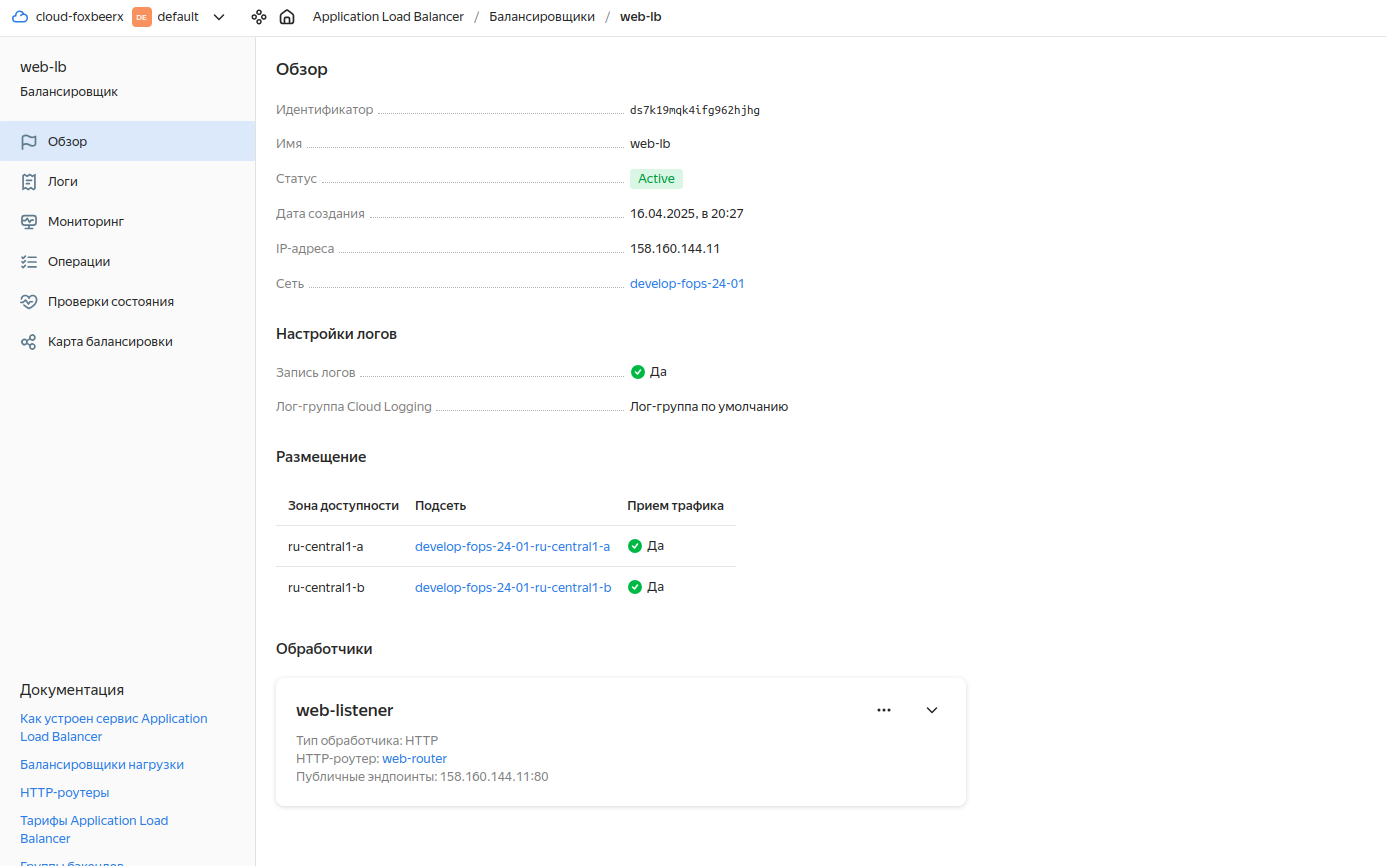 cloud-foxbeerx DE default Application Load Balancer / Балансировщики / web-lb
web-lb
Балансировщик
Обзор
Логи
Мониторинг
Операции
Проверки состояния
Карта балансировки
Документация
Как устроен сервис Application
Load Balancer
Балансировщики нагрузки
HTTP-роутеры
Тарифы Application Load
Balancer
Группы бэкендов
Обзор
Идентификатор ds7k19mqk4ifg962hjhg
Имя web-lb
Статус Active
Дата создания 16.04.2025, в 20:27
IP-адреса 158.160.144.11
Сеть develop-fops-24-01
Настройки логов
Запись логов Да
Лог-группа Cloud Logging Лог-группа по умолчанию
Размещение
Зона доступности Подсеть Прием трафика
ru-central1-a develop-fops-24-01-ru-central1-a Да
ru-central1-b develop-fops-24-01-ru-central1-b Да
Обработчики
web-listener
Тип обработчика: HTTP
HTTP-роутер: web-router
Публичные эндпоинты: 158.160.144.11:80